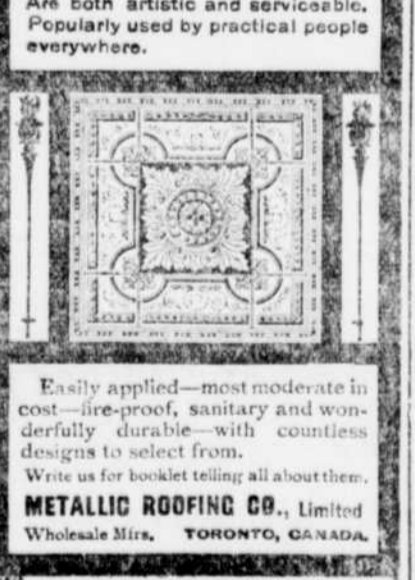 Are both artistic and serviceable.
Popularly used by practical people
everywhere.
Easily applied—most moderate in
cost—fire-proof, sanitary and won-
derfully durable—with countless
designs to select from.
Write us for booklet telling all about them.
METALLIC ROOFING CO., Limited
Wholesale Mfrs. TORONTO, CANADA.